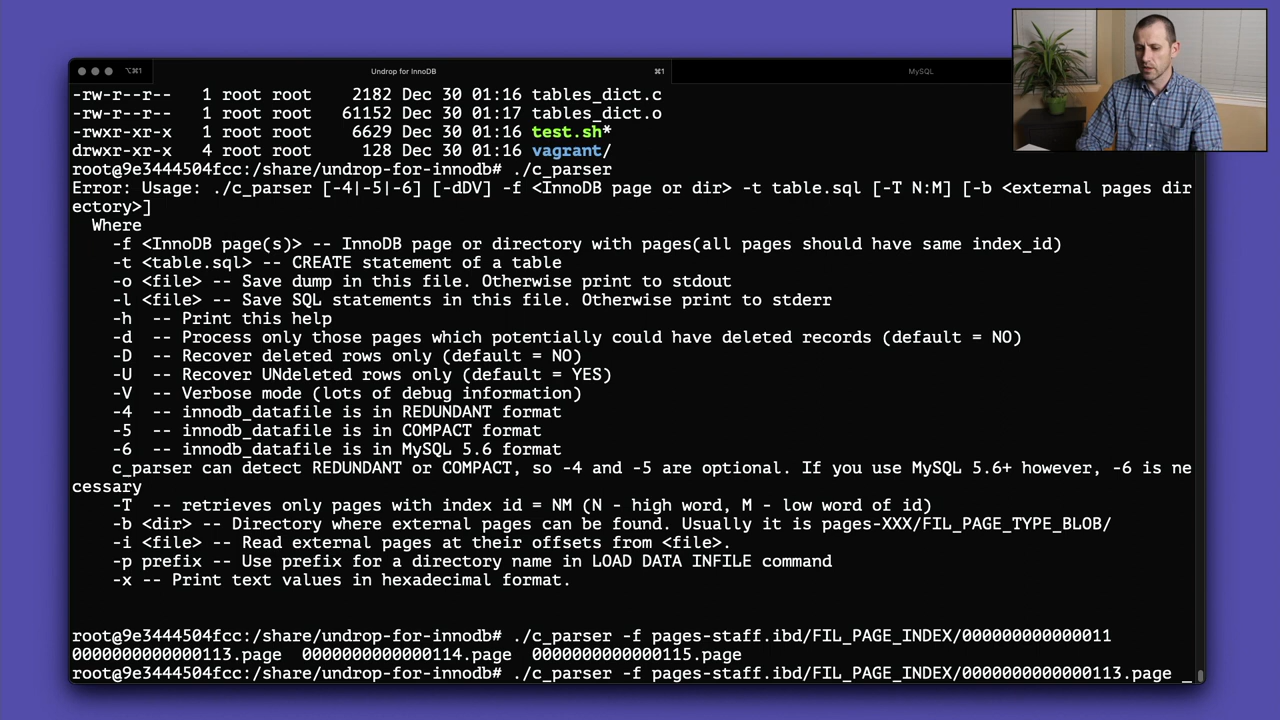 ⌥⌘1
Undrop for InnoDB
⌘1
MySQL
-rw-r--r--   1 root root    2182 Dec 30 01:16 tables_dict.c
-rw-r--r--   1 root root   61152 Dec 30 01:17 tables_dict.o
-rwxr-xr-x   1 root root    6629 Dec 30 01:16 test.sh*
drwxr-xr-x   4 root root     128 Dec 30 01:16 vagrant/
root@9e3444504fcc:/share/undrop-for-innodb# ./c_parser
Error: Usage: ./c_parser [-4|-5|-6] [-dDV] -f <InnoDB page or dir> -t table.sql [-T N:M] [-b <external pages dir
ectory>]
  Where
    -f <InnoDB page(s)> -- InnoDB page or directory with pages(all pages should have same index_id)
    -t <table.sql> -- CREATE statement of a table
    -o <file> -- Save dump in this file. Otherwise print to stdout
    -l <file> -- Save SQL statements in this file. Otherwise print to stderr
    -h  -- Print this help
    -d  -- Process only those pages which potentially could have deleted records (default = NO)
    -D  -- Recover deleted rows only (default = NO)
    -U  -- Recover UNdeleted rows only (default = YES)
    -V  -- Verbose mode (lots of debug information)
    -4  -- innodb_datafile is in REDUNDANT format
    -5  -- innodb_datafile is in COMPACT format
    -6  -- innodb_datafile is in MySQL 5.6 format
    c_parser can detect REDUNDANT or COMPACT, so -4 and -5 are optional. If you use MySQL 5.6+ however, -6 is ne
cessary
    -T  -- retrieves only pages with index id = NM (N - high word, M - low word of id)
    -b <dir> -- Directory where external pages can be found. Usually it is pages-XXX/FIL_PAGE_TYPE_BLOB/
    -i <file> -- Read external pages at their offsets from <file>.
    -p prefix -- Use prefix for a directory name in LOAD DATA INFILE command
    -x -- Print text values in hexadecimal format.
root@9e3444504fcc:/share/undrop-for-innodb# ./c_parser -f pages-staff.ibd/FIL_PAGE_INDEX/000000000000011
0000000000000113.page  0000000000000114.page  0000000000000115.page
root@9e3444504fcc:/share/undrop-for-innodb# ./c_parser -f pages-staff.ibd/FIL_PAGE_INDEX/0000000000000113.page _